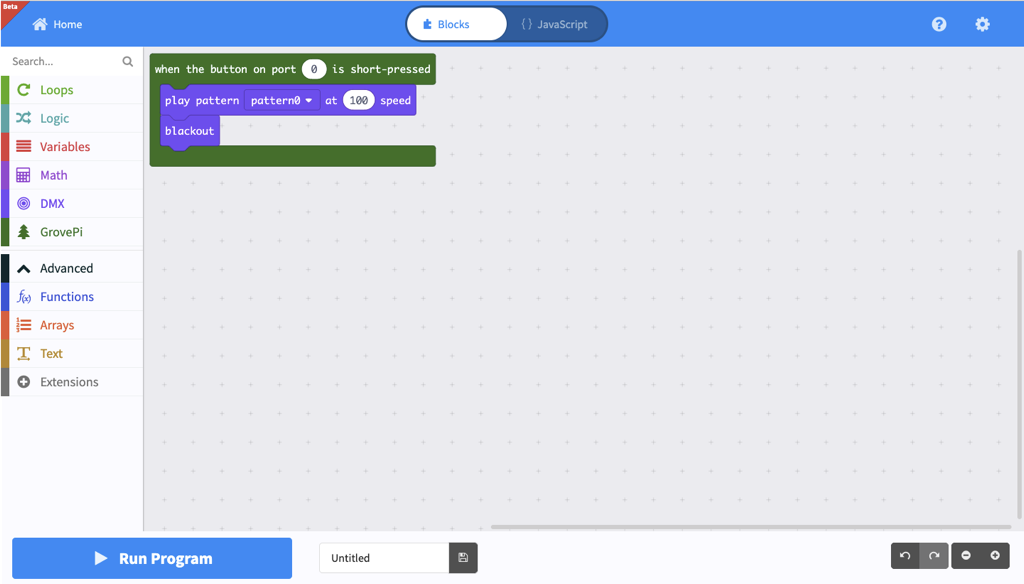 Beta
Home
Blocks
{ } JavaScript
?
Search...
Loops
Logic
Variables
Math
DMX
GrovePi
Advanced
f(x) Functions
Arrays
Text
Extensions
when the button on port 0 is short-pressed
play pattern pattern0 at 100 speed
blackout
Run Program
Untitled